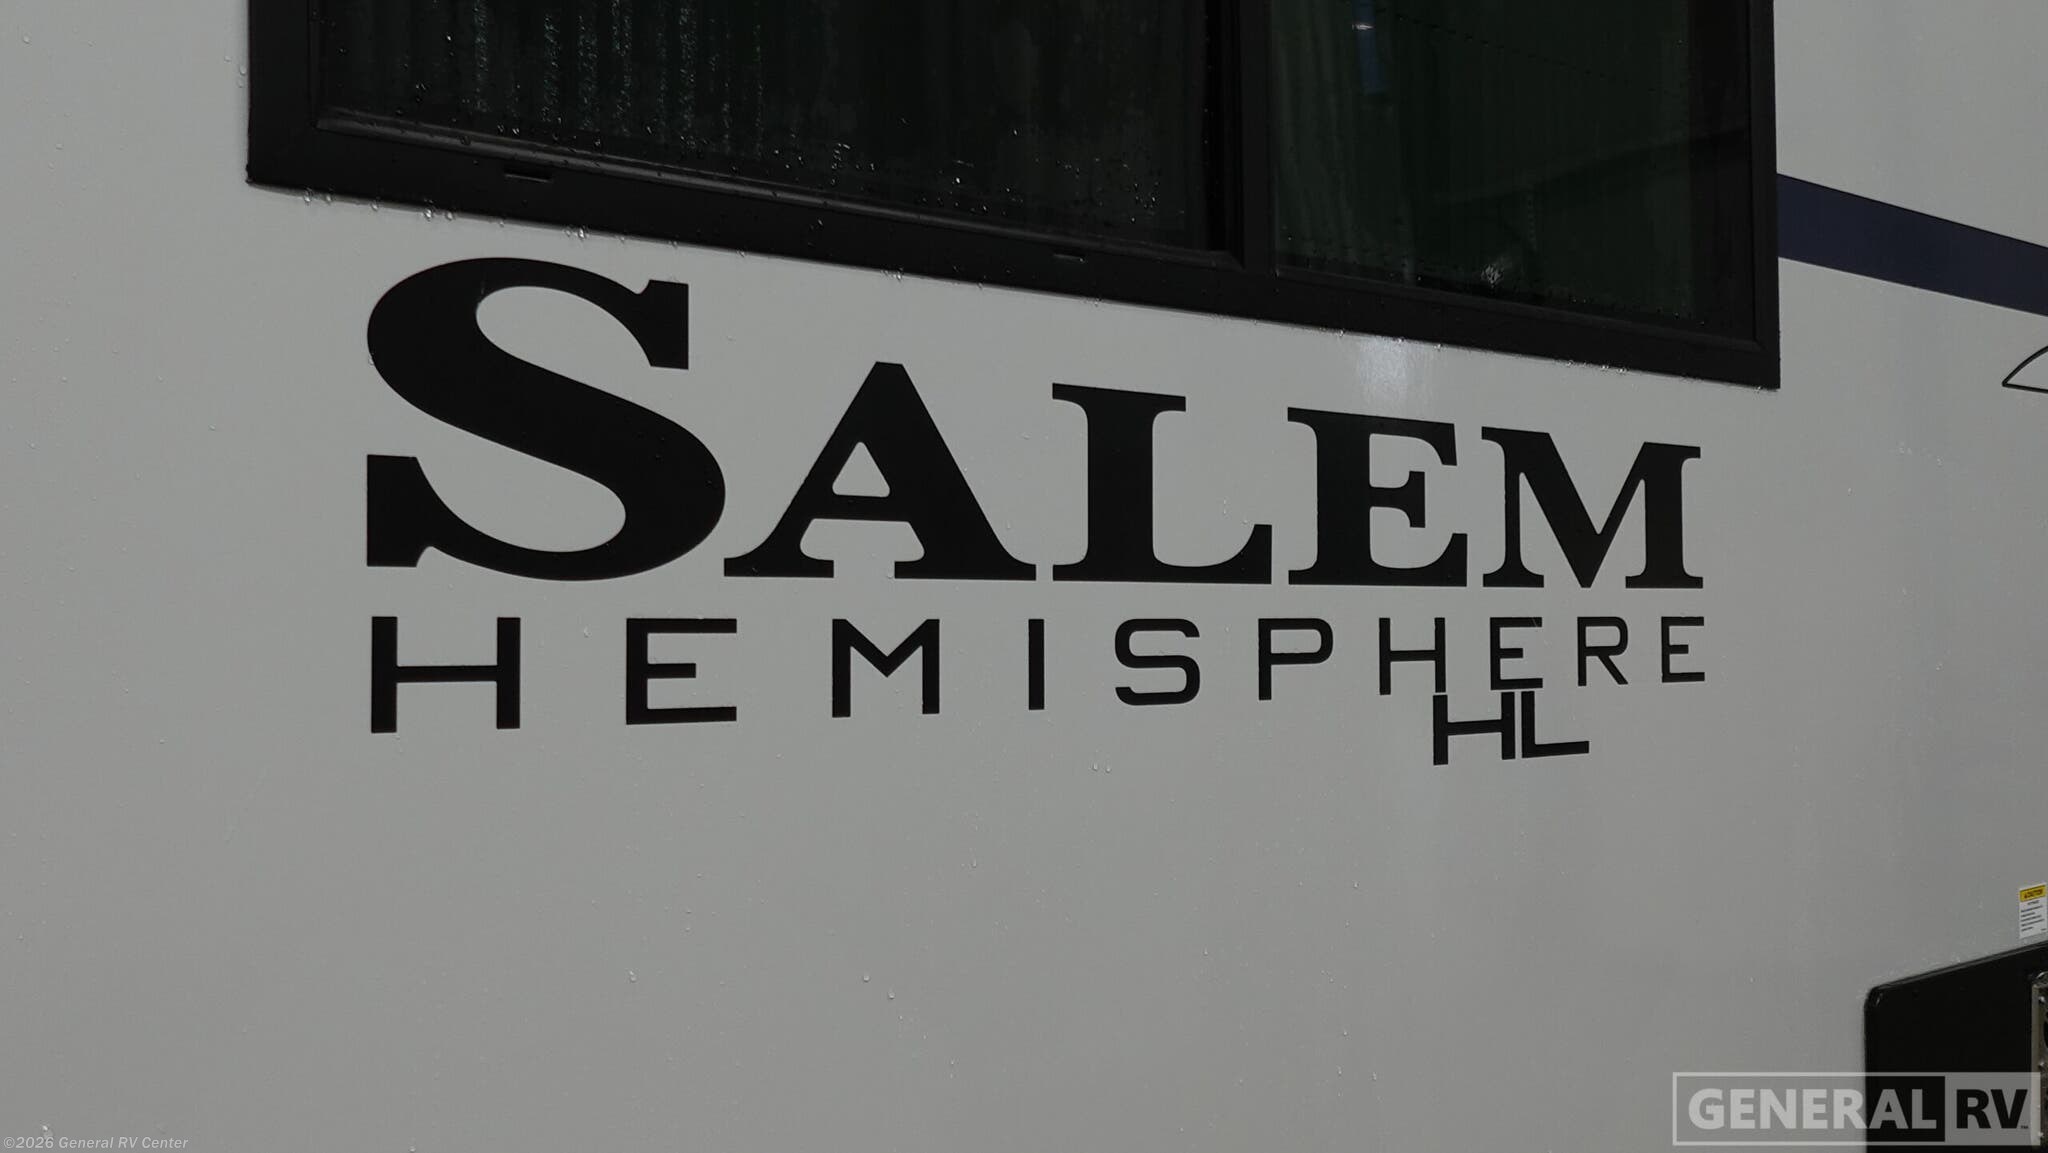 SALEM
HEMISPHERE
HL
GENERAL RV
©2026 General RV Center